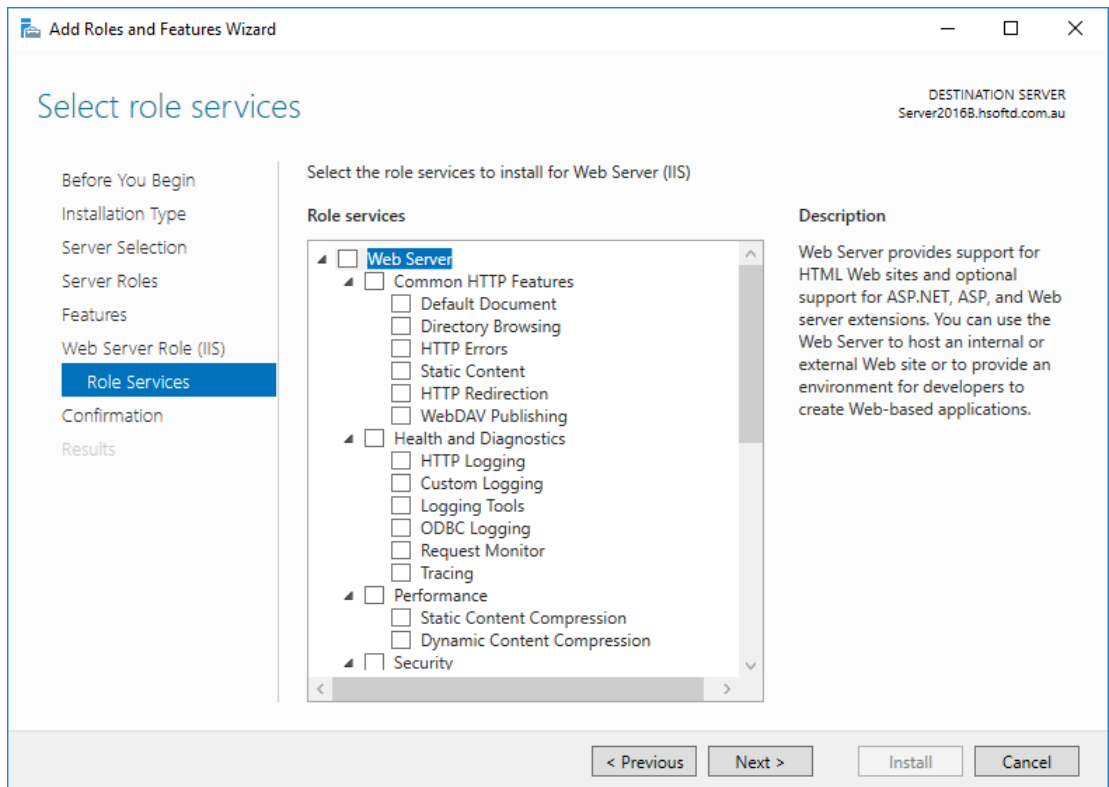 Add Roles and Features Wizard
Select role services
DESTINATION SERVER
Server2016B.hsoftd.com.au
Before You Begin
Installation Type
Server Selection
Server Roles
Features
Web Server Role (IIS)
Role Services
Confirmation
Results
Select the role services to install for Web Server (IIS)
Role services
Web Server
Common HTTP Features
Default Document
Directory Browsing
HTTP Errors
Static Content
HTTP Redirection
WebDAV Publishing
Health and Diagnostics
HTTP Logging
Custom Logging
Logging Tools
ODBC Logging
Request Monitor
Tracing
Performance
Static Content Compression
Dynamic Content Compression
Security
Description
Web Server provides support for
HTML Web sites and optional
support for ASP.NET, ASP, and Web
server extensions. You can use the
Web Server to host an internal or
external Web site or to provide an
environment for developers to
create Web-based applications.
< Previous
Next >
Install
Cancel